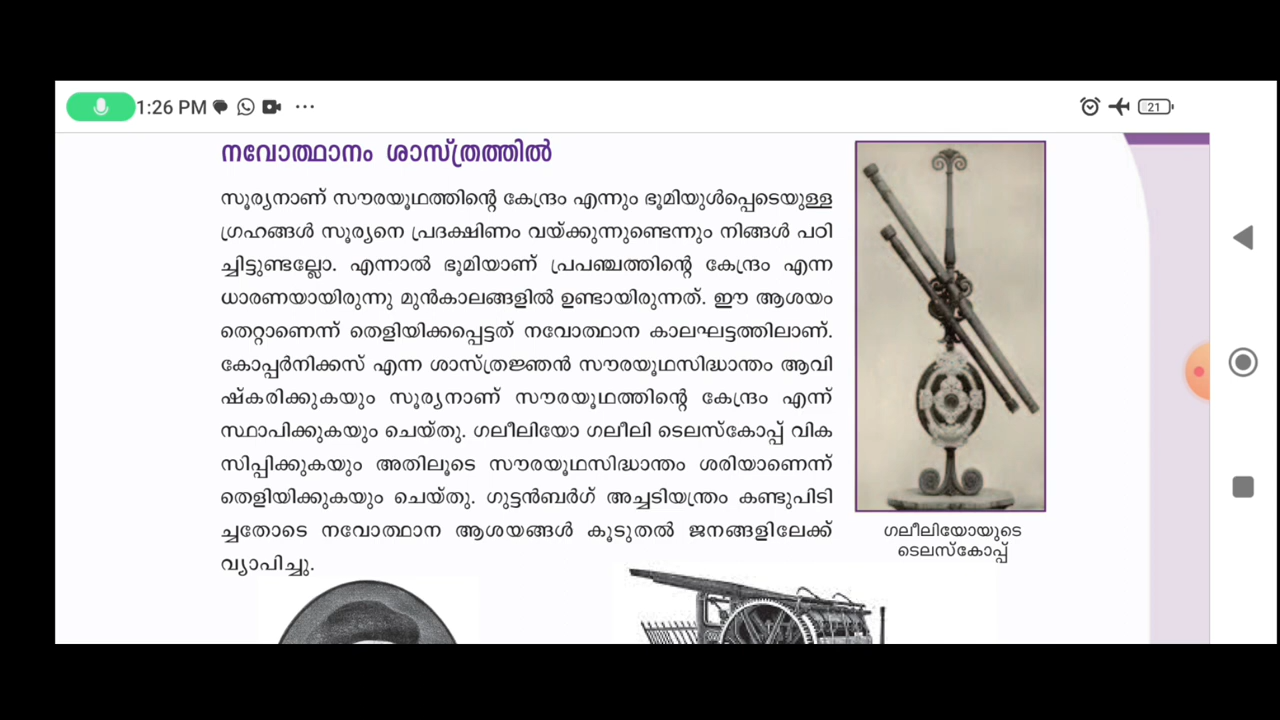 1:26 PM
21
നവോത്ഥാനം ശാസ്ത്രത്തിൽ
സൂര്യനാണ് സൗരയൂഥത്തിന്റെ കേന്ദ്രം എന്നും ഭൂമിയുൾപ്പെടെയുള്ള
ഗ്രഹങ്ങൾ സൂര്യനെ പ്രദക്ഷിണം വയ്ക്കുന്നുണ്ടെന്നും നിങ്ങൾ പഠി
ച്ചിട്ടുണ്ടല്ലോ. എന്നാൽ ഭൂമിയാണ് പ്രപഞ്ചത്തിന്റെ കേന്ദ്രം എന്ന
ധാരണയായിരുന്നു മുൻകാലങ്ങളിൽ ഉണ്ടായിരുന്നത്. ഈ ആശയം
തെറ്റാണെന്ന് തെളിയിക്കപ്പെട്ടത് നവോത്ഥാന കാലഘട്ടത്തിലാണ്.
കോപ്പർനിക്കസ് എന്ന ശാസ്ത്രജ്ഞൻ സൗരയൂഥസിദ്ധാന്തം ആവി
ഷ്കരിക്കുകയും സൂര്യനാണ് സൗരയൂഥത്തിന്റെ കേന്ദ്രം എന്ന്
സ്ഥാപിക്കുകയും ചെയ്തു. ഗലീലിയോ ഗലീലി ടെലസ്കോപ്പ് വിക
സിപ്പിക്കുകയും അതിലൂടെ സൗരയൂഥസിദ്ധാന്തം ശരിയാണെന്ന്
തെളിയിക്കുകയും ചെയ്തു. ഗുട്ടൻബർഗ് അച്ചടിയന്ത്രം കണ്ടുപിടി
ച്ചതോടെ നവോത്ഥാന ആശയങ്ങൾ കൂടുതൽ ജനങ്ങളിലേക്ക്
വ്യാപിച്ചു.
ഗലീലിയോയുടെ
ടെലസ്കോപ്പ്